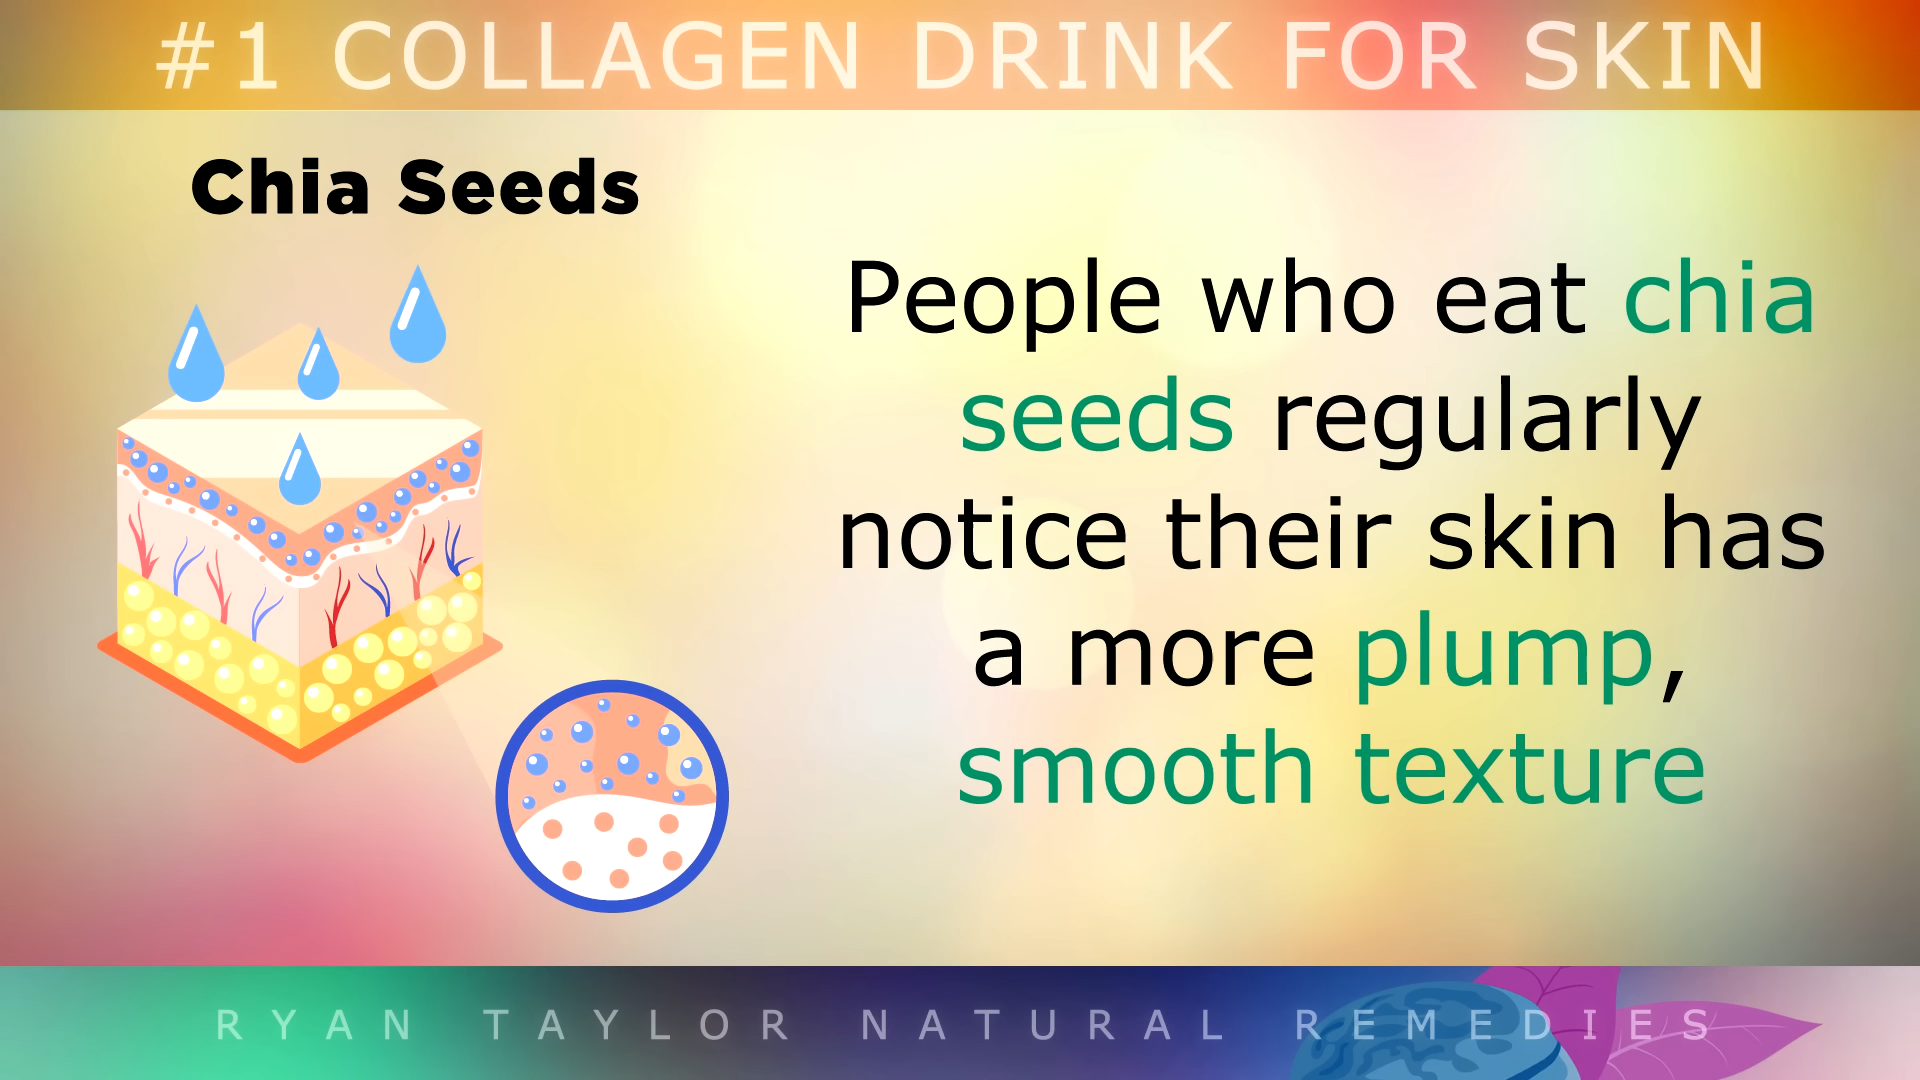 #1 COLLAGEN DRINK FOR SKIN
Chia Seeds
People who eat chia
seeds regularly
notice their skin has
a more plump,
smooth texture
RYAN TAYLOR NATURAL REMEDIES